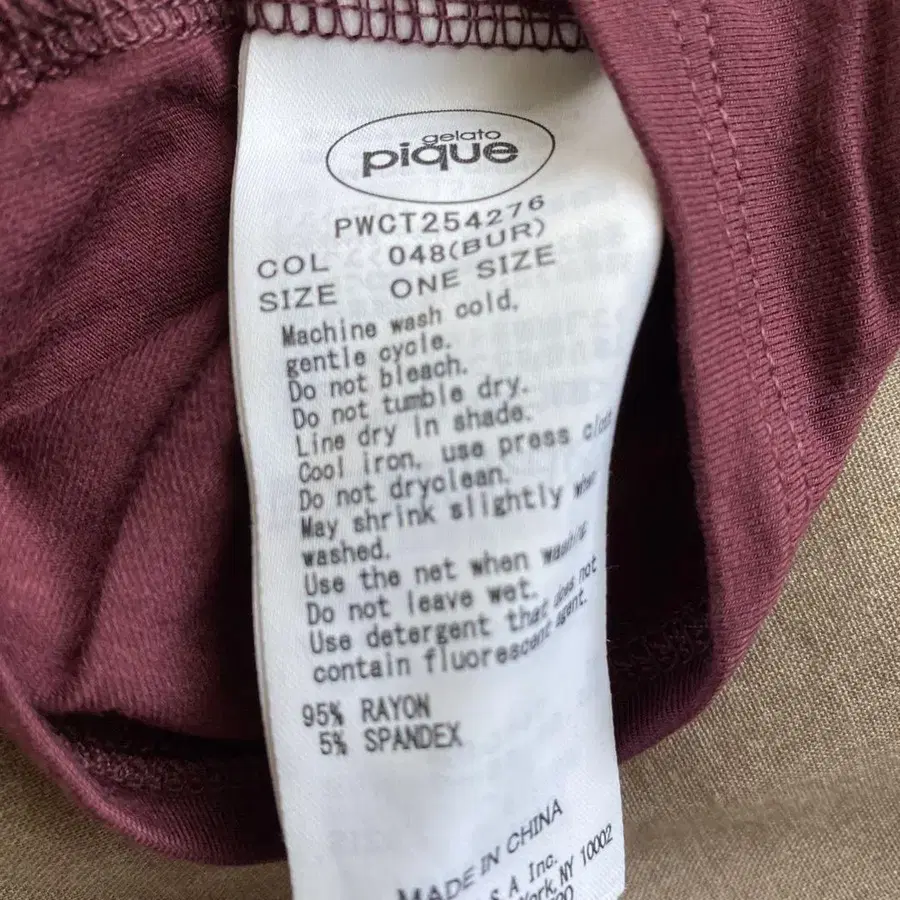 gelato
pique
PWCT254276
COL 048(BUR)
SIZE ONE SIZE
Machine wash cold,
gentle cycle.
Do not bleach.
Do not tumble dry.
Line dry in shade.
Cool iron, use press
Do not dryclean.
May shrink slightly when
washed.
Use the net when washing
Do not leave wet.
Use detergent that does not
contain fluorescent agent.
95% RAYON
5% SPANDEX
MADE IN CHINA
S.A Inc.
NY 10002